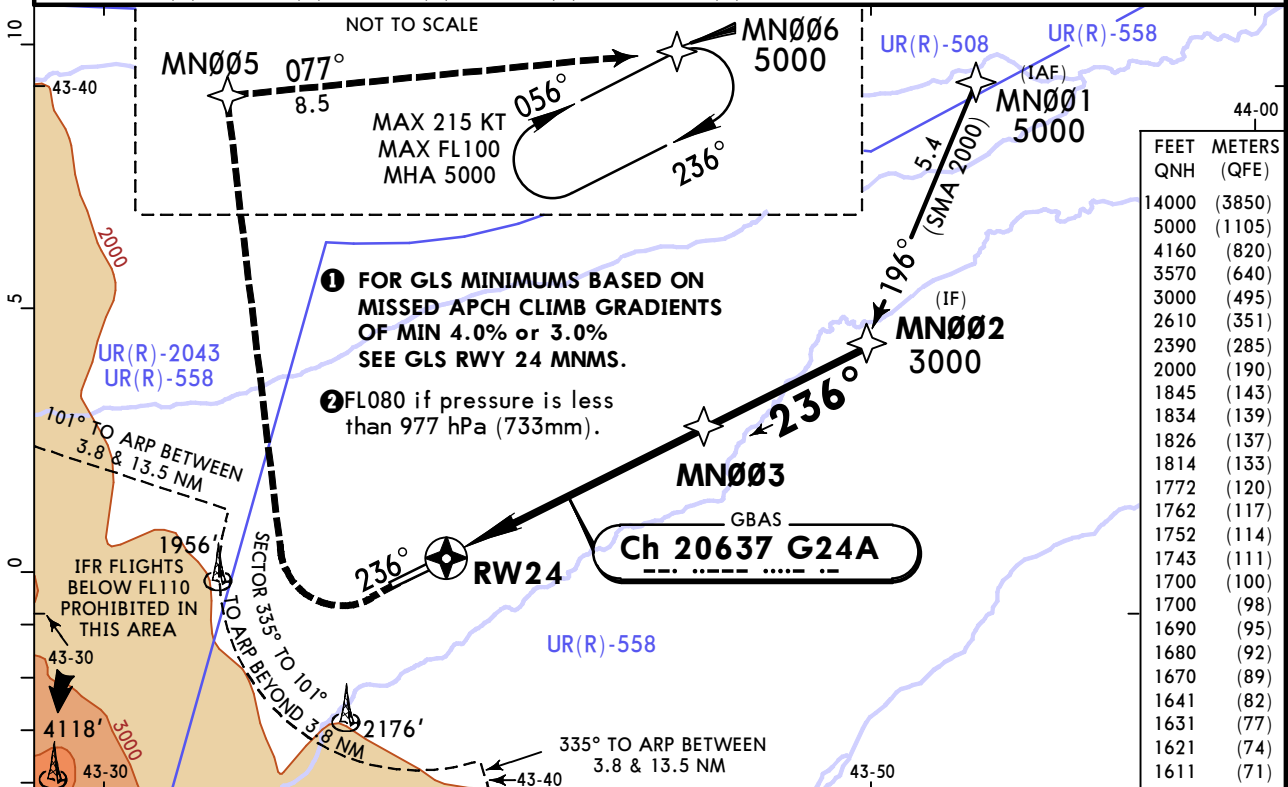 NOT TO SCALE
10
MNØØ5
077°
8.5
056°
MNØØ6
5000
236°
MAX 215 KT
MAX FL100
MHA 5000
UR(R)-508
UR(R)-558
(IAF)
MNØØ1
5000
43-40
44-00
5.4
(SMA 2000)
196°
2000
5
❶ FOR GLS MINIMUMS BASED ON
MISSED APCH CLIMB GRADIENTS
OF MIN 4.0% or 3.0%
SEE GLS RWY 24 MNMS.
❷FL080 if pressure is less
than 977 hPa (733mm).
(IF)
MNØØ2
3000
236°
UR(R)-2043
UR(R)-558
101° TO ARP BETWEEN
3.8 & 13.5 NM
MNØØ3
GBAS
Ch 20637 G24A
RW24
236°
0
1956'
IFR FLIGHTS
BELOW FL110
PROHIBITED IN
THIS AREA
SECTOR 335° TO 101°
TO ARP BEYOND 3.8 NM
UR(R)-558
43-30
4118'
3000
2176'
43-30
335° TO ARP BETWEEN
3.8 & 13.5 NM
43-40
43-50
FEET METERS
QNH (QFE)
14000 (3850)
5000 (1105)
4160 (820)
3570 (640)
3000 (495)
2610 (351)
2390 (285)
2000 (190)
1845 (143)
1834 (139)
1826 (137)
1814 (133)
1772 (120)
1762 (117)
1752 (114)
1743 (111)
1700 (100)
1700 (98)
1690 (95)
1680 (92)
1670 (89)
1641 (82)
1631 (77)
1621 (74)
1611 (71)